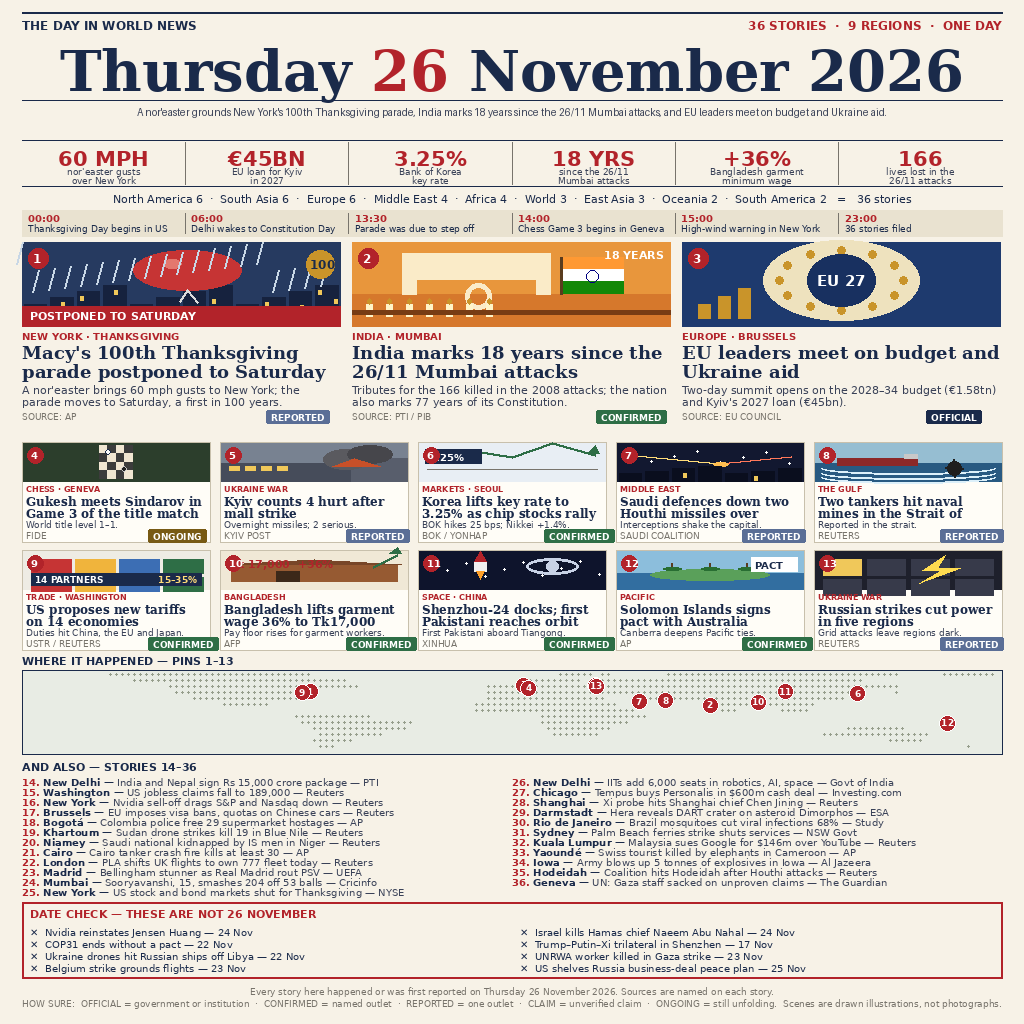 THE DAY IN WORLD NEWS
36 STORIES · 9 REGIONS · ONE DAY
Thursday 26 November 2026
A nor'easter grounds New York's 100th Thanksgiving parade, India marks 18 years since the 26/11 Mumbai attacks, and EU leaders meet on budget and Ukraine aid.
60 MPH
nor'easter gusts
over New York
€45BN
EU loan for Kyiv
in 2027
3.25%
Bank of Korea
key rate
18 YRS
since the 26/11
Mumbai attacks
+36%
Bangladesh garment
minimum wage
166
lives lost in the
26/11 attacks
North America 6 · South Asia 6 · Europe 6 · Middle East 4 · Africa 4 · World 3 · East Asia 3 · Oceania 2 · South America 2 = 36 stories
00:00
Thanksgiving Day begins in US
06:00
Delhi wakes to Constitution Day
13:30
Parade was due to step off
14:00
Chess Game 3 begins in Geneva
15:00
High-wind warning in New York
23:00
36 stories filed
1
100
POSTPONED TO SATURDAY
NEW YORK · THANKSGIVING
Macy's 100th Thanksgiving
parade postponed to Saturday
A nor'easter brings 60 mph gusts to New York; the
parade moves to Saturday, a first in 100 years.
SOURCE: AP
REPORTED
2
18 YEARS
INDIA · MUMBAI
India marks 18 years since the
26/11 Mumbai attacks
Tributes for the 166 killed in the 2008 attacks; the nation
also marks 77 years of its Constitution.
SOURCE: PTI / PIB
CONFIRMED
3
EU 27
EUROPE · BRUSSELS
EU leaders meet on budget and
Ukraine aid
Two-day summit opens on the 2028–34 budget (€1.58tn)
and Kyiv's 2027 loan (€45bn).
SOURCE: EU COUNCIL
OFFICIAL
4
CHESS · GENEVA
Gukesh meets Sindarov in
Game 3 of the title match
World title level 1–1.
FIDE
ONGOING
5
UKRAINE WAR
Kyiv counts 4 hurt after
mall strike
Overnight missiles; 2 serious.
KYIV POST
REPORTED
6
25%
MARKETS · SEOUL
Korea lifts key rate to
3.25% as chip stocks rally
BOK hikes 25 bps; Nikkei +1.4%.
BOK / YONHAP
CONFIRMED
7
MIDDLE EAST
Saudi defences down two
Houthi missiles over
Interceptions shake the capital.
SAUDI COALITION
REPORTED
8
THE GULF
Two tankers hit naval
mines in the Strait of
Reported in the strait.
REUTERS
REPORTED
9
14 PARTNERS
15-35%
TRADE · WASHINGTON
US proposes new tariffs
on 14 economies
Duties hit China, the EU and Japan.
USTR / REUTERS
CONFIRMED
10
17,000 +36%
BANGLADESH
Bangladesh lifts garment
wage 36% to Tk17,000
Pay floor rises for garment workers.
AFP
CONFIRMED
11
SPACE · CHINA
Shenzhou-24 docks; first
Pakistani reaches orbit
First Pakistani aboard Tiangong.
XINHUA
CONFIRMED
12
PACT
PACIFIC
Solomon Islands signs
pact with Australia
Canberra deepens Pacific ties.
AP
CONFIRMED
13
UKRAINE WAR
Russian strikes cut power
in five regions
Grid attacks leave regions dark.
REUTERS
REPORTED
WHERE IT HAPPENED — PINS 1–13
9
1
4
13
7
8
2
10
11
6
12
AND ALSO — STORIES 14–36
14. New Delhi — India and Nepal sign Rs 15,000 crore package — PTI
15. Washington — US jobless claims fall to 189,000 — Reuters
16. New York — Nvidia sell-off drags S&P and Nasdaq down — Reuters
17. Brussels — EU imposes visa bans, quotas on Chinese cars — Reuters
18. Bogotá — Colombia police free 29 supermarket hostages — AP
19. Khartoum — Sudan drone strikes kill 19 in Blue Nile — Reuters
20. Niamey — Saudi national kidnapped by IS men in Niger — Reuters
21. Cairo — Cairo tanker crash fire kills at least 30 — AP
22. London — PLA shifts UK flights to own 777 fleet today — Reuters
23. Madrid — Bellingham stunner as Real Madrid rout PSV — UEFA
24. Mumbai — Sooryavanshi, 15, smashes 204 off 53 balls — Cricinfo
25. New York — US stock and bond markets shut for Thanksgiving — NYSE
26. New Delhi — IITs add 6,000 seats in robotics, AI, space — Govt of India
27. Chicago — Tempus buys Personalis in $600m cash deal — Investing.com
28. Shanghai — Xi probe hits Shanghai chief Chen Jining — Reuters
29. Darmstadt — Hera reveals DART crater on asteroid Dimorphos — ESA
30. Rio de Janeiro — Brazil mosquitoes cut viral infections 68% — Study
31. Sydney — Palm Beach ferries strike shuts services — NSW Govt
32. Kuala Lumpur — Malaysia sues Google for $146m over YouTube — Reuters
33. Yaoundé — Swiss tourist killed by elephants in Cameroon — AP
34. Iowa — Army blows up 5 tonnes of explosives in Iowa — Al Jazeera
35. Hodeidah — Coalition hits Hodeidah after Houthi attacks — Reuters
36. Geneva — UN: Gaza staff sacked on unproven claims — The Guardian
DATE CHECK — THESE ARE NOT 26 NOVEMBER
✕ Nvidia reinstates Jensen Huang — 24 Nov
✕ COP31 ends without a pact — 22 Nov
✕ Ukraine drones hit Russian ships off Libya — 22 Nov
✕ Belgium strike grounds flights — 23 Nov
✕ Israel kills Hamas chief Naeem Abu Nahal — 24 Nov
✕ Trump–Putin–Xi trilateral in Shenzhen — 17 Nov
✕ UNRWA worker killed in Gaza strike — 23 Nov
✕ US shelves Russia business-deal peace plan — 25 Nov
Every story here happened or was first reported on Thursday 26 November 2026. Sources are named on each story.
HOW SURE: OFFICIAL = government or institution · CONFIRMED = named outlet · REPORTED = one outlet · CLAIM = unverified claim · ONGOING = still unfolding. Scenes are drawn illustrations, not photographs.